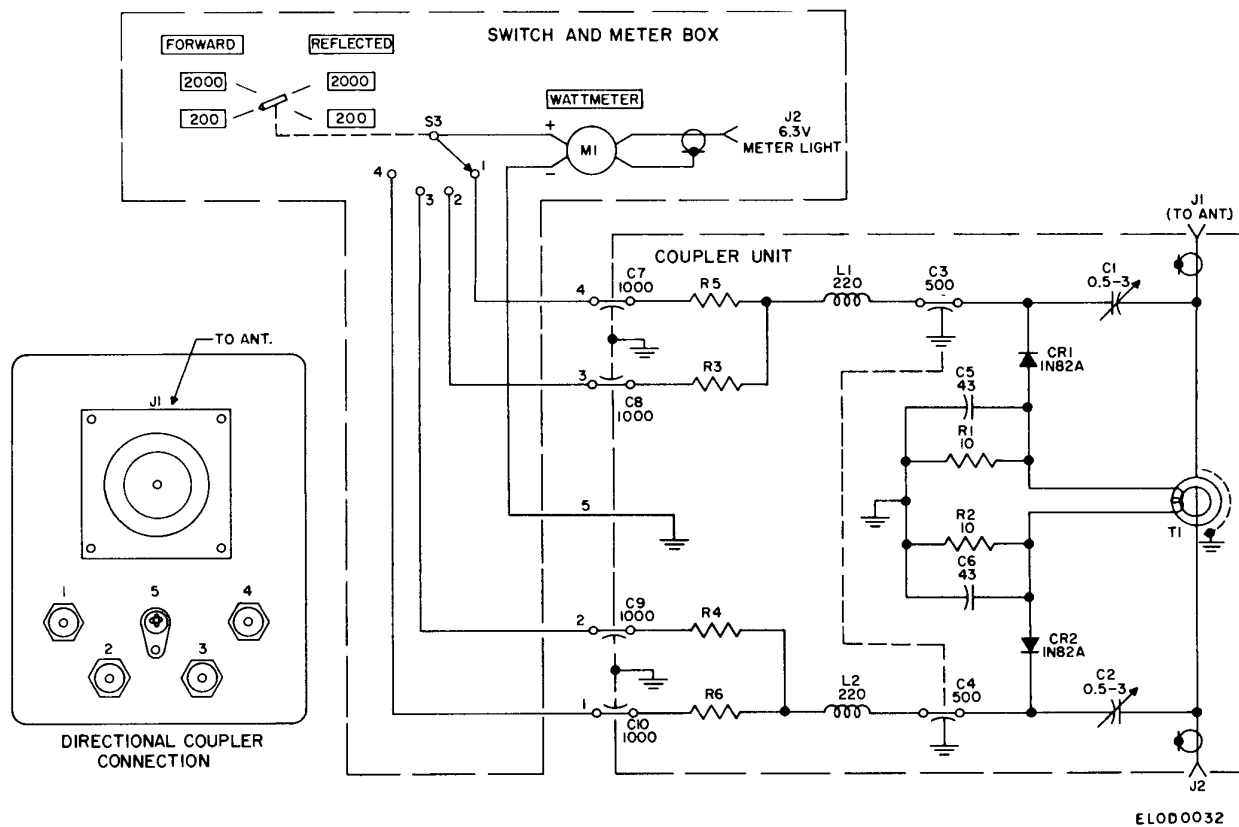 SWITCH AND METER BOX
FORWARD
REFLECTED
2000
2000
200
200
WATTMETER
S3
+
-
M1
J2
6.3V
METER LIGHT
4
3
2
1
J1
(TO ANT.)
COUPLER UNIT
4
C7
1000
R5
L1
220
C3
500
C1
0.5-3
3
C8
1000
R3
CR1
IN82A
C5
43
R1
10
R2
10
C6
43
T1
5
CR2
IN82A
2
C9
1000
R4
1
C10
1000
R6
L2
220
C4
500
C2
0.5-3
J2
TO ANT.
J1
1
5
4
2
3
DIRECTIONAL COUPLER
CONNECTION
ELOD0032